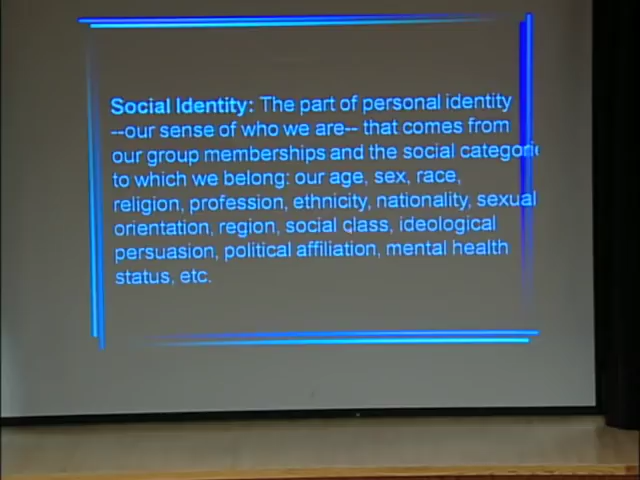 Social Identity: The part of personal identity
--our sense of who we are-- that comes from
our group memberships and the social categori
to which we belong: our age, sex, race,
religion, profession, ethnicity, nationality, sexual
orientation, region, social class, ideological
persuasion, political affiliation, mental health
status, etc.